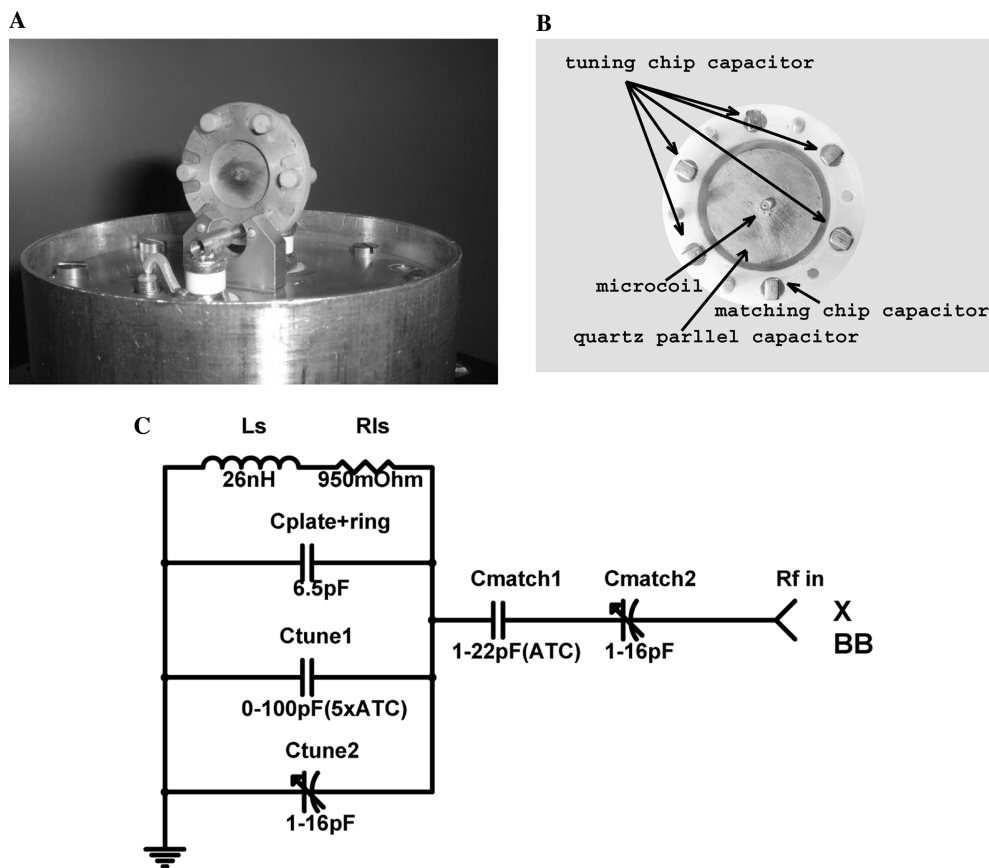 A
B
tuning chip capacitor
microcoil
matching chip capacitor
quartz parllel capacitor
C
Ls
Rls
26nH
950mOhm
Cplate+ring
6.5pF
Cmatch1
Cmatch2
Rf in
1-22pF(ATC)
1-16pF
X
BB
Ctune1
0-100pF(5xATC)
Ctune2
1-16pF